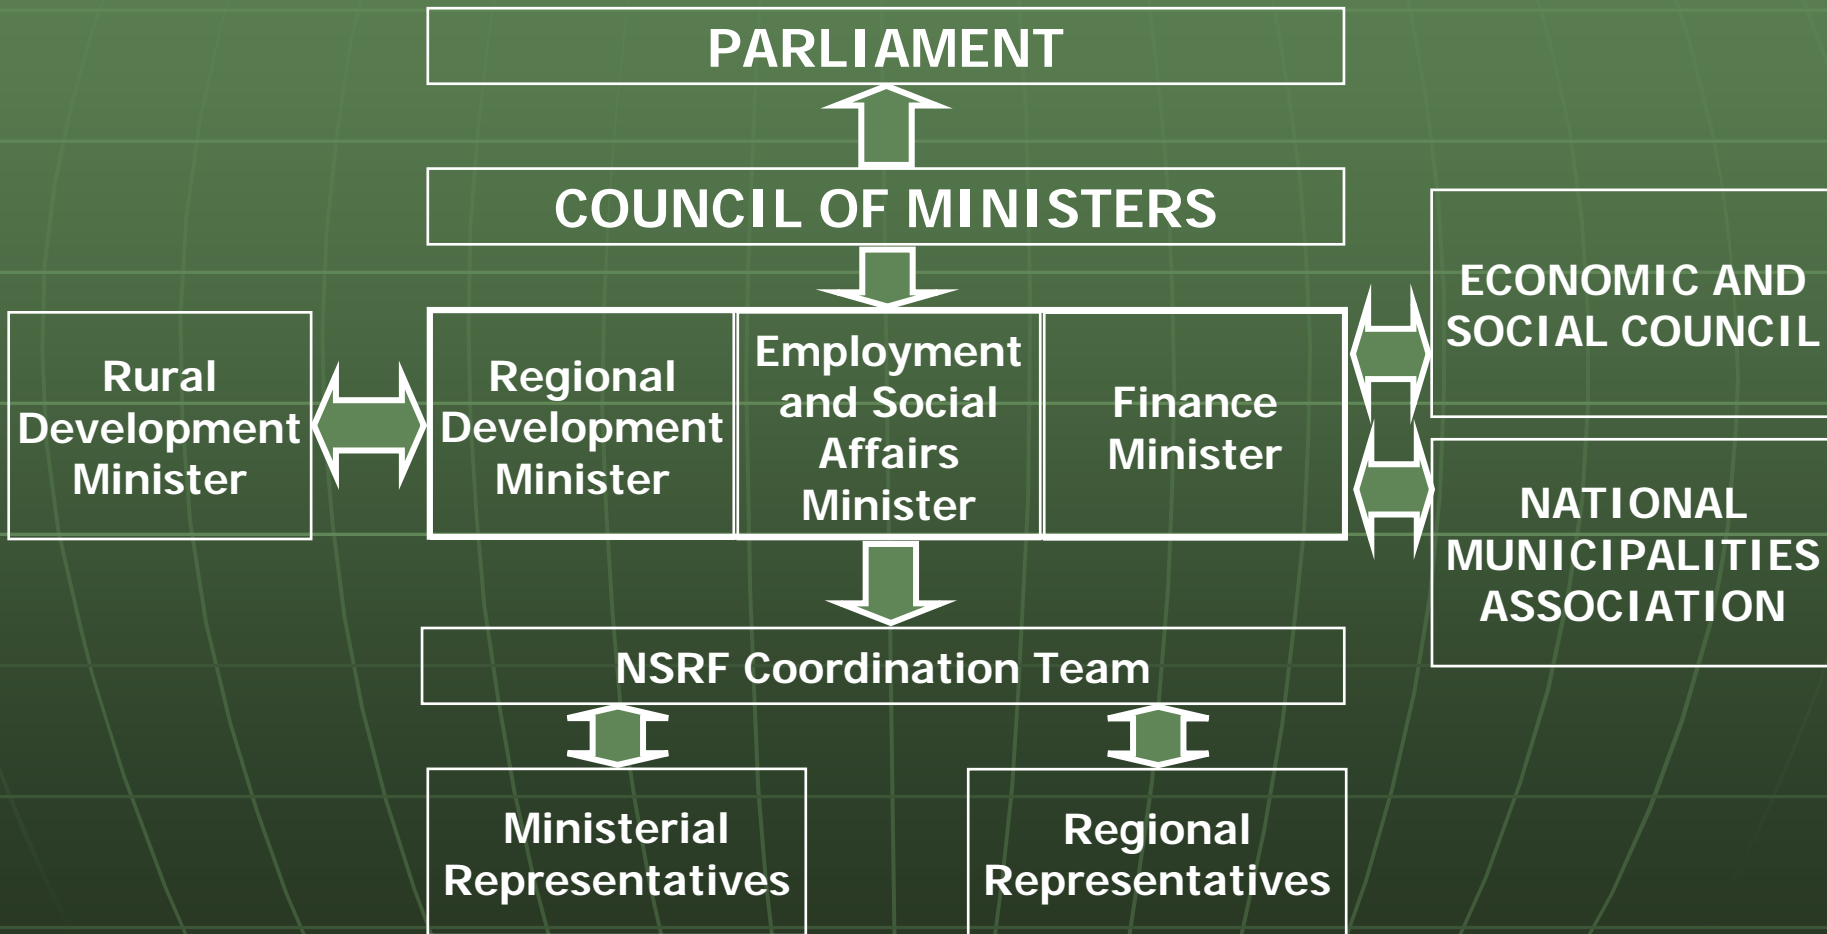 PARLIAMENT
COUNCIL OF MINISTERS
ECONOMIC AND
SOCIAL COUNCIL
Rural
Development
Minister
Regional
Development
Minister
Employment
and Social
Affairs
Minister
Finance
Minister
NATIONAL
MUNICIPALITIES
ASSOCIATION
NSRF Coordination Team
Ministerial
Representatives
Regional
Representatives